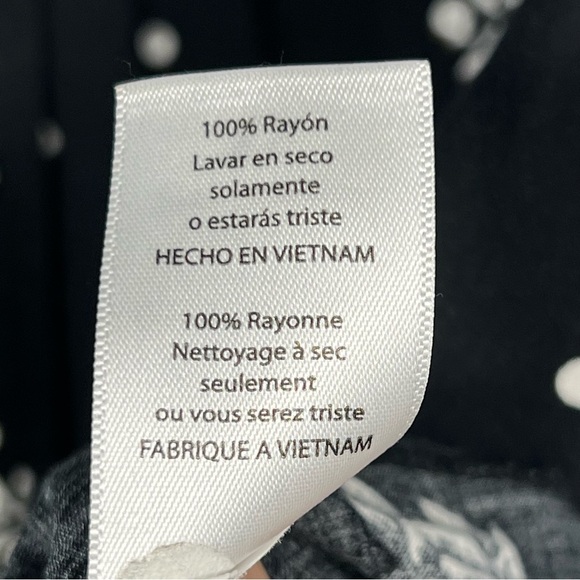 100% Rayón
Lavar en seco
solamente
o estarás triste
HECHO EN VIETNAM
100% Rayonne
Nettoyage à sec
seulement
ou vous serez triste
FABRIQUE A VIETNAM